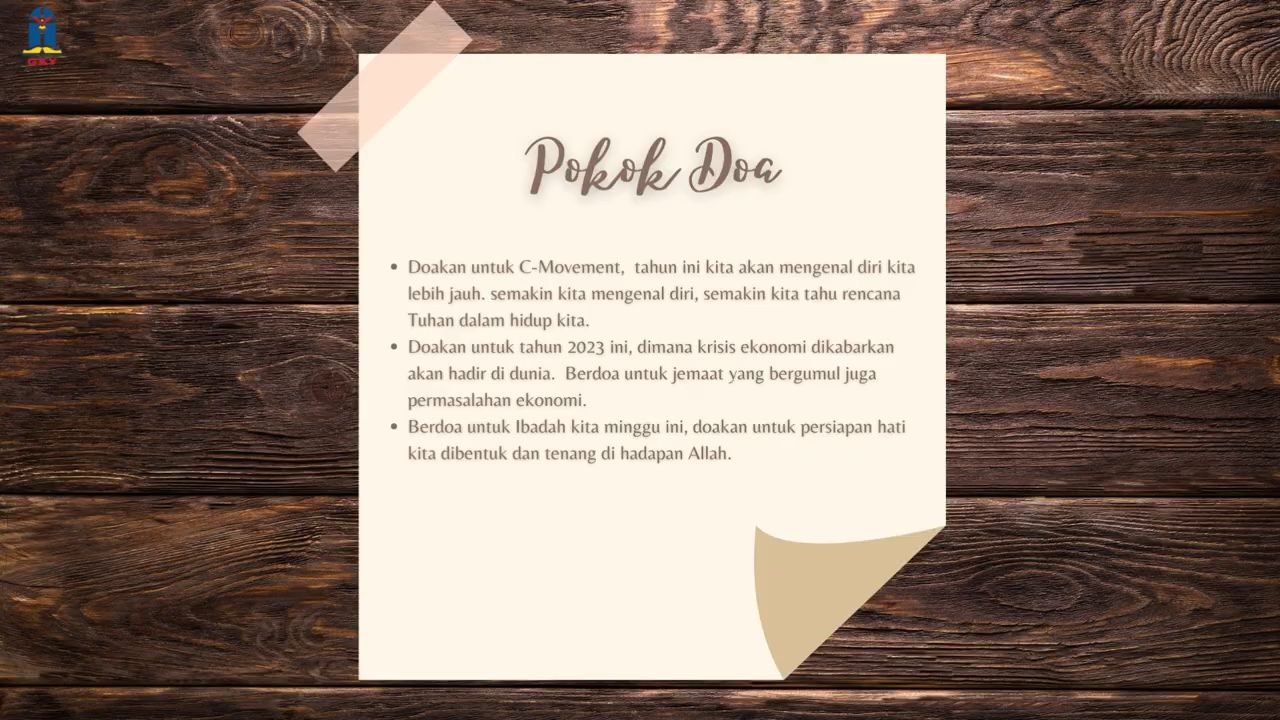 GKY
Pokok Doa
• Doakan untuk C-Movement,  tahun ini kita akan mengenal diri kita
lebih jauh. semakin kita mengenal diri, semakin kita tahu rencana
Tuhan dalam hidup kita.
• Doakan untuk tahun 2023 ini, dimana krisis ekonomi dikabarkan
akan hadir di dunia.  Berdoa untuk jemaat yang bergumul juga
permasalahan ekonomi.
• Berdoa untuk Ibadah kita minggu ini, doakan untuk persiapan hati
kita dibentuk dan tenang di hadapan Allah.